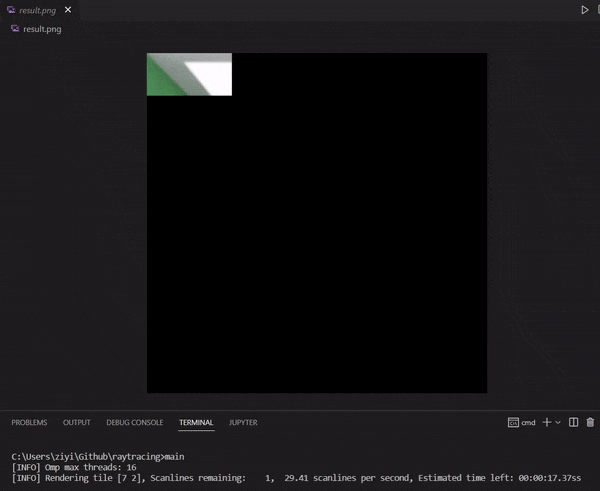 result.png
result.png
PROBLEMS OUTPUT DEBUG CONSOLE TERMINAL JUPYTER cmd
C:\Users\ziyi\Github\raytracing>main
[INFO] Omp max threads: 16
[INFO] Rendering tile [7 2], Scanlines remaining:    1,  29.41 scanlines per second, Estimated time left: 00:00:17.37ss